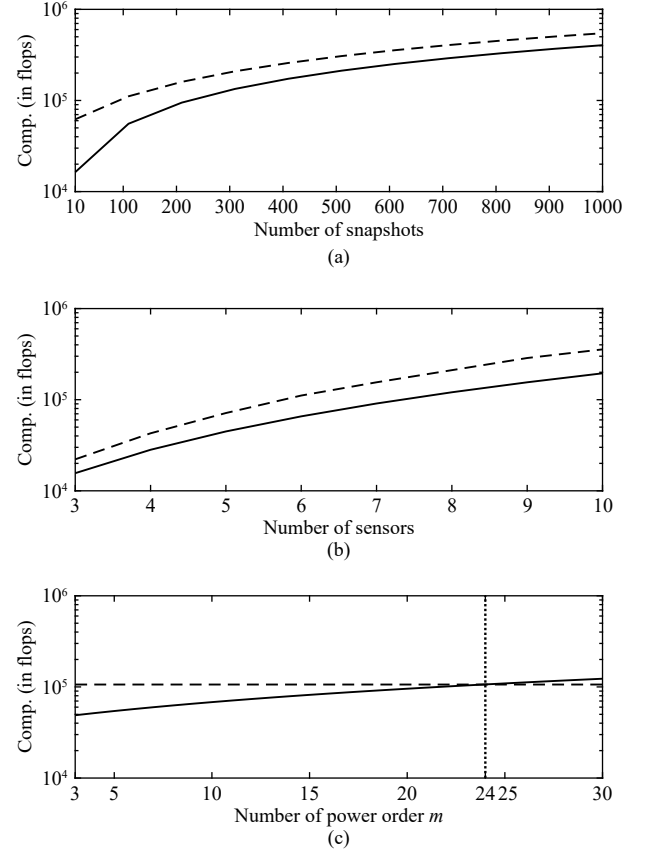 10⁶
10⁵
10⁴
Comp. (in flops)
10 100 200 300 400 500 600 700 800 900 1000
Number of snapshots
(a)
10⁶
10⁵
10⁴
Comp. (in flops)
3 4 5 6 7 8 9 10
Number of sensors
(b)
10⁶
10⁵
10⁴
Comp. (in flops)
3 5 10 15 20 24 25 30
Number of power order m
(c)